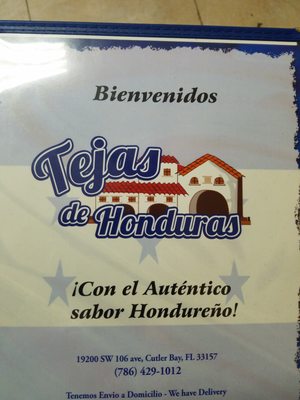 Bienvenidos
Tejas
de Honduras
¡Con el Auténtico
sabor Hondureño!
19200 SW 106 ave, Cutler Bay, FL 33157
(786) 429-1012
Tenemos Envio a Domicilio - We have Delivery